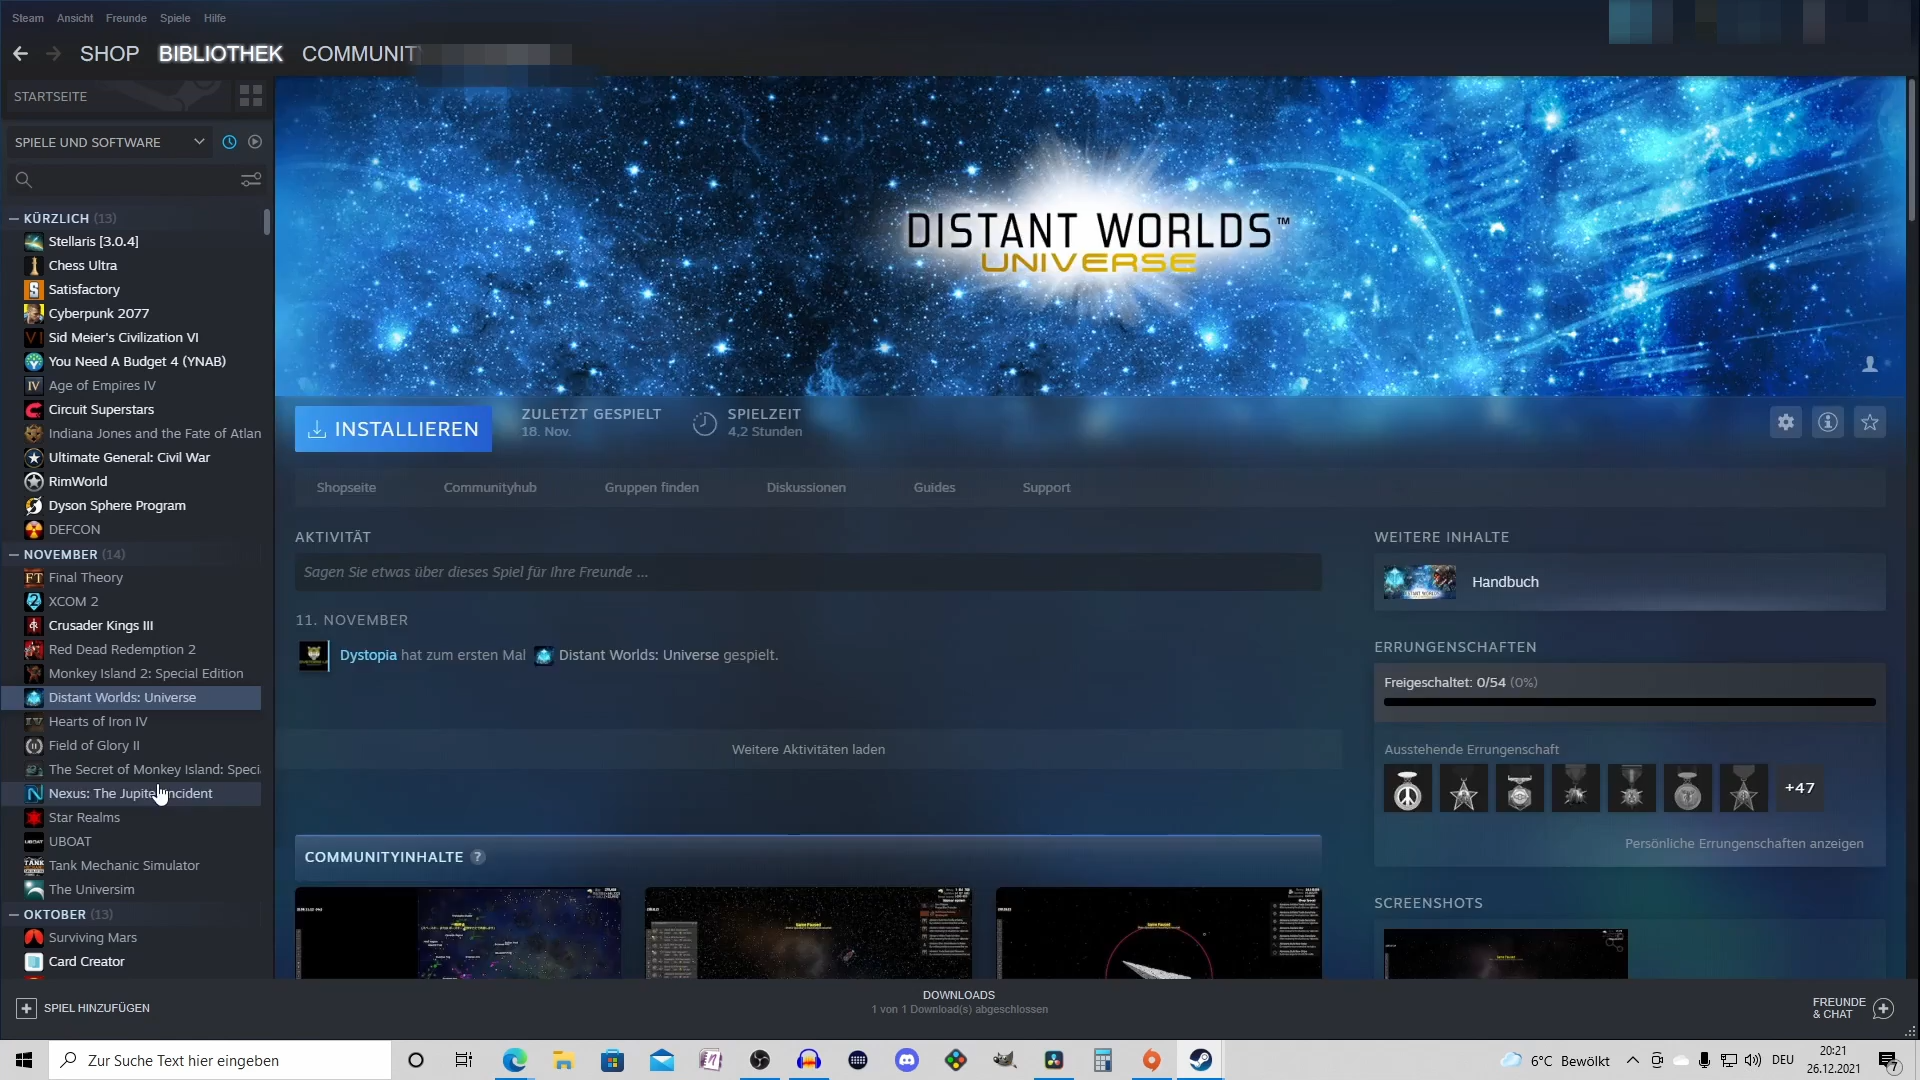 Steam Ansicht Freunde Spiele Hilfe
SHOP BIBLIOTHEK COMMUNIT
STARTSEITE
SPIELE UND SOFTWARE
KÜRZLICH (13)
Stellaris [3.0.4]
Chess Ultra
Satisfactory
Cyberpunk 2077
Sid Meier's Civilization VI
You Need A Budget 4 (YNAB)
Age of Empires IV
Circuit Superstars
Indiana Jones and the Fate of Atlan
Ultimate General: Civil War
RimWorld
Dyson Sphere Program
DEFCON
NOVEMBER (14)
Final Theory
XCOM 2
Crusader Kings III
Red Dead Redemption 2
Monkey Island 2: Special Edition
Distant Worlds: Universe
Hearts of Iron IV
Field of Glory II
The Secret of Monkey Island: Speci
Nexus: The Jupiter Incident
Star Realms
UBOAT
Tank Mechanic Simulator
The Universim
OKTOBER (13)
Surviving Mars
Card Creator
SPIEL HINZUFÜGEN
DISTANT WORLDS™
UNIVERSE
INSTALLIEREN
ZULETZT GESPIELT
18. Nov.
SPIELZEIT
4,2 Stunden
Shopseite Communityhub Gruppen finden Diskussionen Guides Support
AKTIVITÄT
Sagen Sie etwas über dieses Spiel für Ihre Freunde ...
11. NOVEMBER
Dystopia hat zum ersten Mal Distant Worlds: Universe gespielt.
Weitere Aktivitäten laden
COMMUNITYINHALTE ?
WEITERE INHALTE
Handbuch
ERRUNGENSCHAFTEN
Freigeschaltet: 0/54 (0%)
Ausstehende Errungenschaft
+47
Persönliche Errungenschaften anzeigen
SCREENSHOTS
DOWNLOADS
1 von 1 Download(s) abgeschlossen
FREUNDE
& CHAT
Zur Suche Text hier eingeben
6°C Bewölkt
DEU
20:21
26.12.2021
7